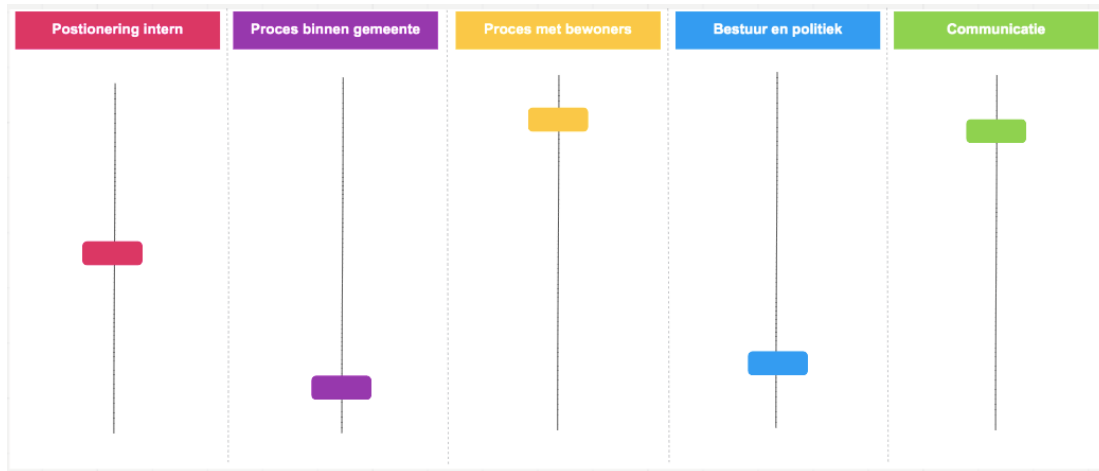 Postionering intern
Proces binnen gemeente
Proces met bewoners
Bestuur en politiek
Communicatie